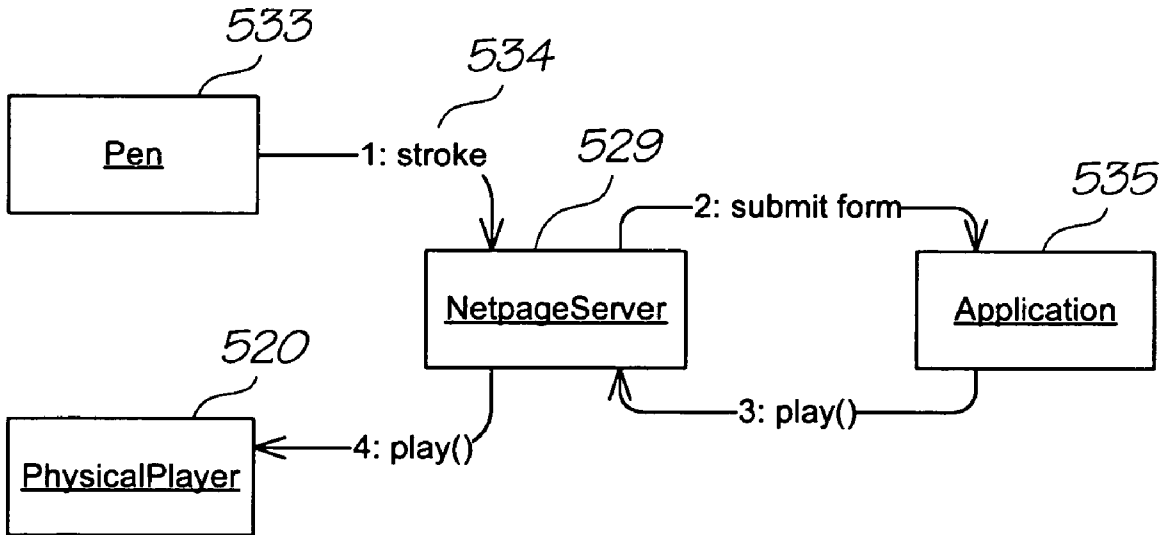 533
534
Pen
1: stroke
529
535
2: submit form
NetpageServer
Application
520
3: play()
4: play()
PhysicalPlayer